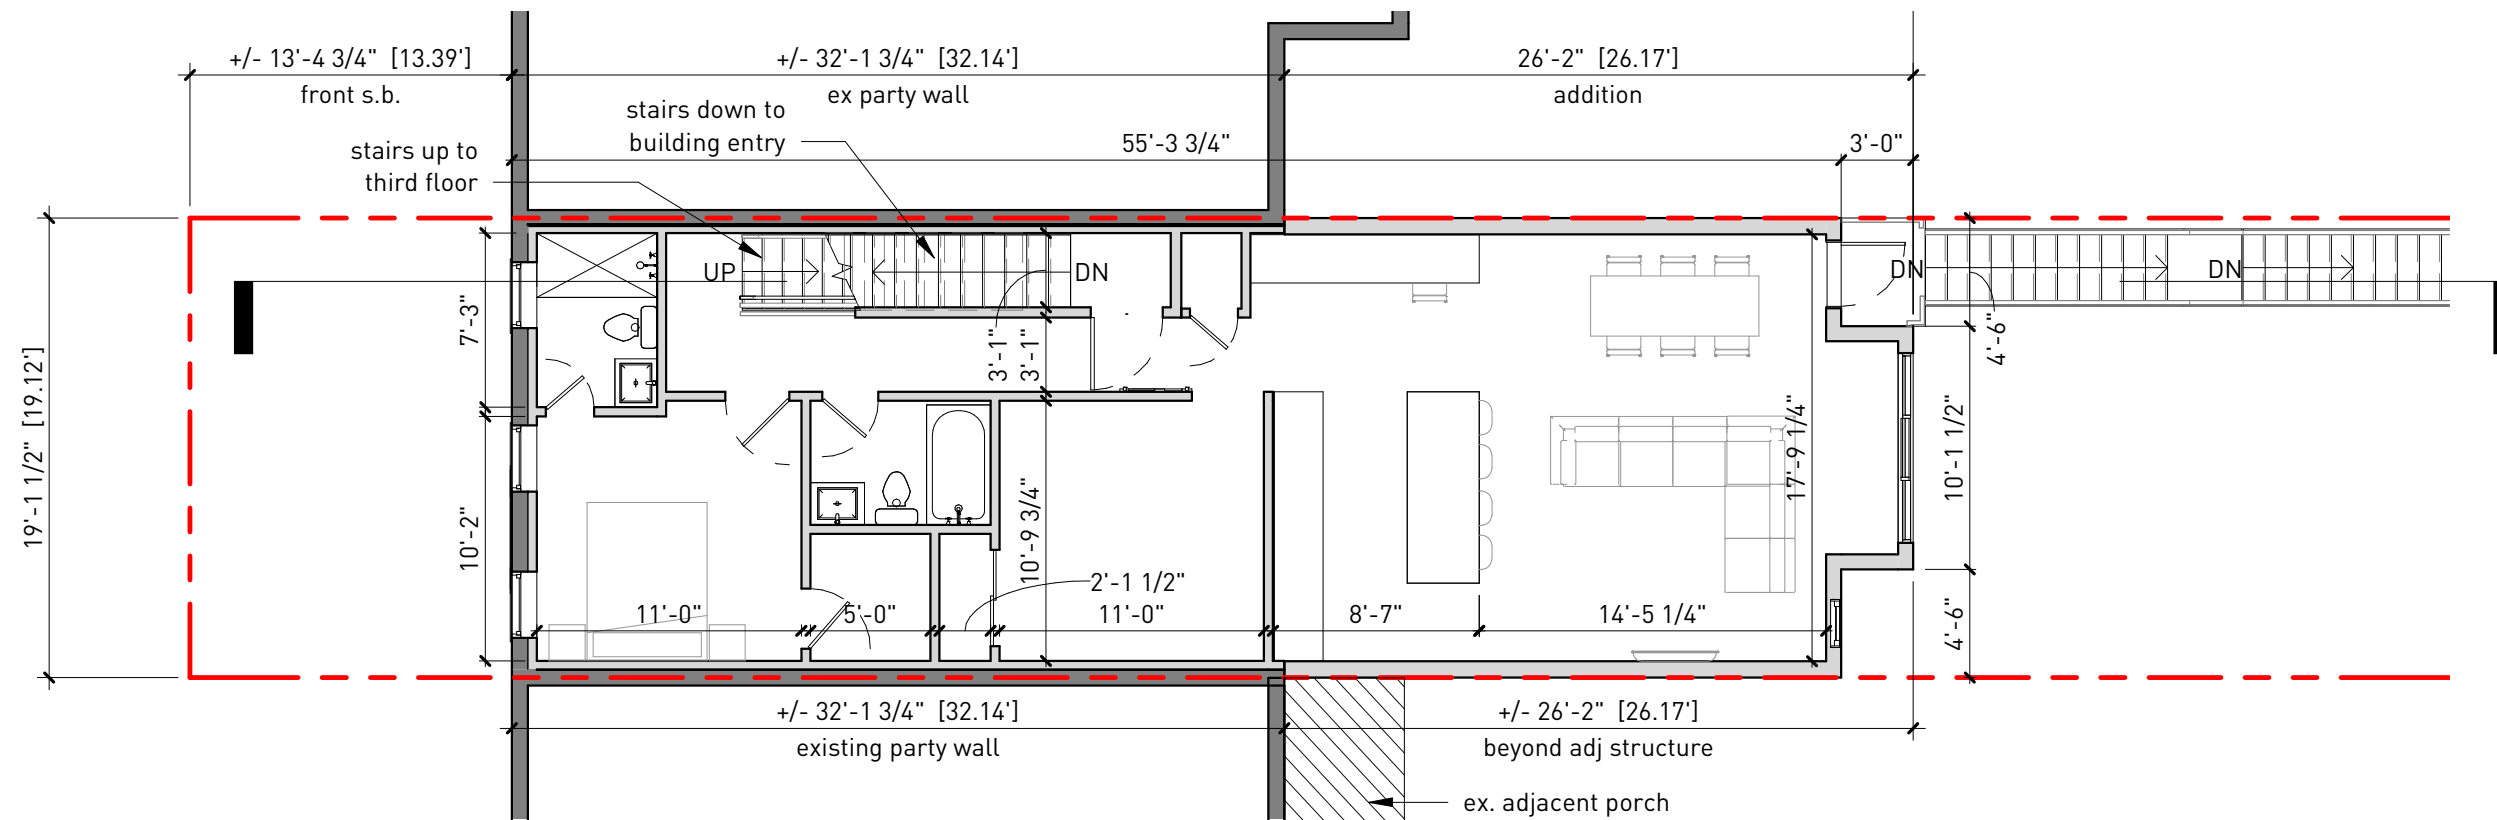 +/- 13'-4 3/4" [13.39']
front s.b.
+/- 32'-1 3/4" [32.14']
ex party wall
26'-2" [26.17']
addition
stairs down to
building entry
stairs up to
third floor
55'-3 3/4"
3'-0"
UP
DN
DN
DN
7'-3"
3'-1"
3'-1"
4'-6"
19'-1 1/2" [19.12']
10'-2"
10'-9 3/4"
17'-9 1/4"
10'-1 1/2"
2'-1 1/2"
11'-0"
5'-0"
11'-0"
8'-7"
14'-5 1/4"
4'-6"
+/- 32'-1 3/4" [32.14']
existing party wall
+/- 26'-2" [26.17']
beyond adj structure
ex. adjacent porch